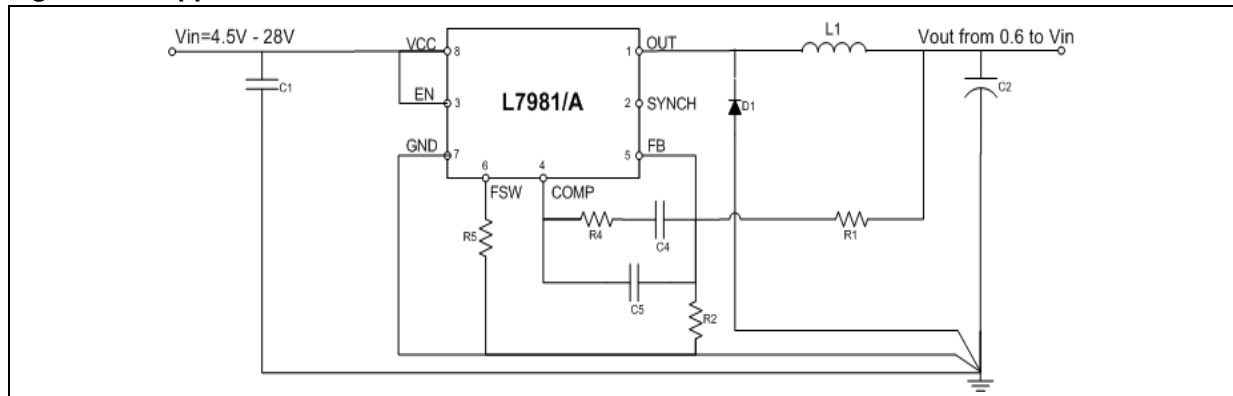 Vin=4.5V - 28V
VCC
8
1
OUT
L1
Vout from 0.6 to Vin
C1
EN
3
L7981/A
2
SYNCH
D1
C2
GND
7
5
FB
6
4
FSW
COMP
R5
R4
C4
R1
C5
R2